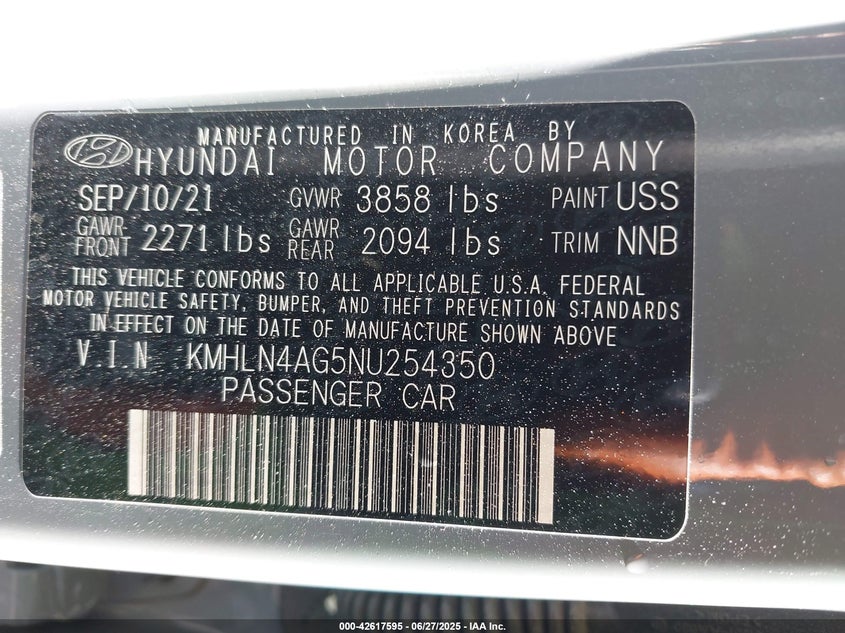 MANUFACTURED IN KOREA BY
HYUNDAI MOTOR COMPANY
SEP/10/21 GVWR 3858 lbs PAINT USS
GAWR FRONT 2271 lbs GAWR REAR 2094 lbs TRIM NNB
THIS VEHICLE CONFORMS TO ALL APPLICABLE U.S.A. FEDERAL
MOTOR VEHICLE SAFETY, BUMPER, AND THEFT PREVENTION STANDARDS
IN EFFECT ON THE DATE OF MANUFACTURE SHOWN ABOVE
VIN KMHLN4AG5NU254350
PASSENGER CAR
000-42617595 - 06/27/2025 - IAA Inc.